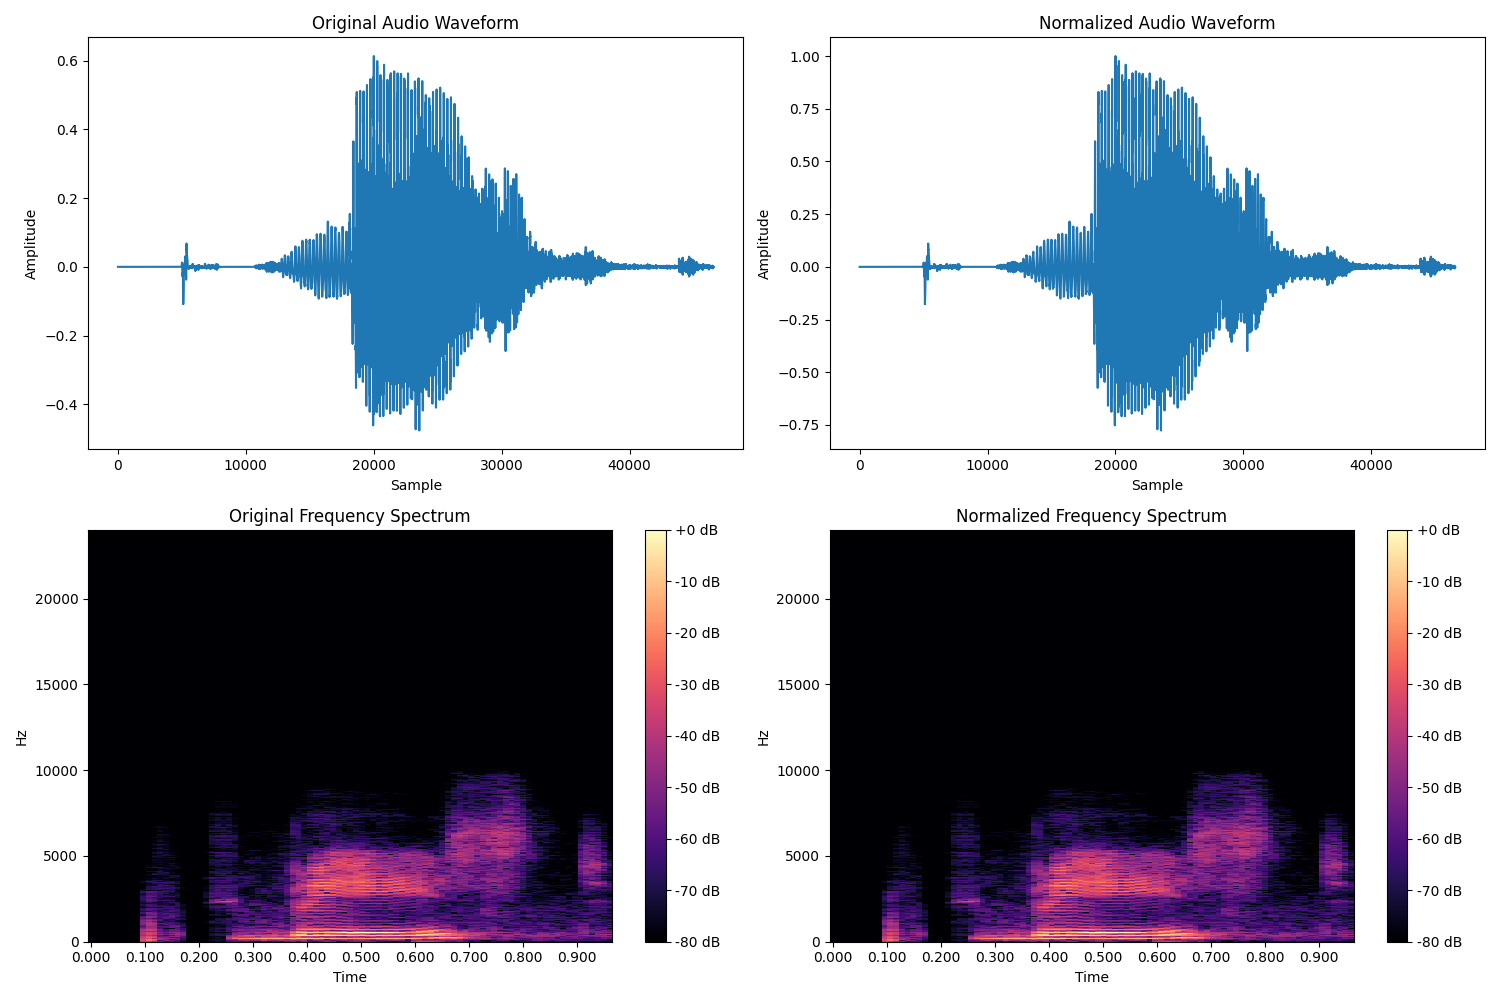 Original Audio Waveform
Amplitude
0.6
0.4
0.2
0.0
−0.2
−0.4
0 10000 20000 30000 40000
Sample
Normalized Audio Waveform
Amplitude
1.00
0.75
0.50
0.25
0.00
−0.25
−0.50
−0.75
0 10000 20000 30000 40000
Sample
Original Frequency Spectrum
Hz
20000
15000
10000
5000
0
0.000 0.100 0.200 0.300 0.400 0.500 0.600 0.700 0.800 0.900
Time
+0 dB
-10 dB
-20 dB
-30 dB
-40 dB
-50 dB
-60 dB
-70 dB
-80 dB
Normalized Frequency Spectrum
Hz
20000
15000
10000
5000
0
0.000 0.100 0.200 0.300 0.400 0.500 0.600 0.700 0.800 0.900
Time
+0 dB
-10 dB
-20 dB
-30 dB
-40 dB
-50 dB
-60 dB
-70 dB
-80 dB